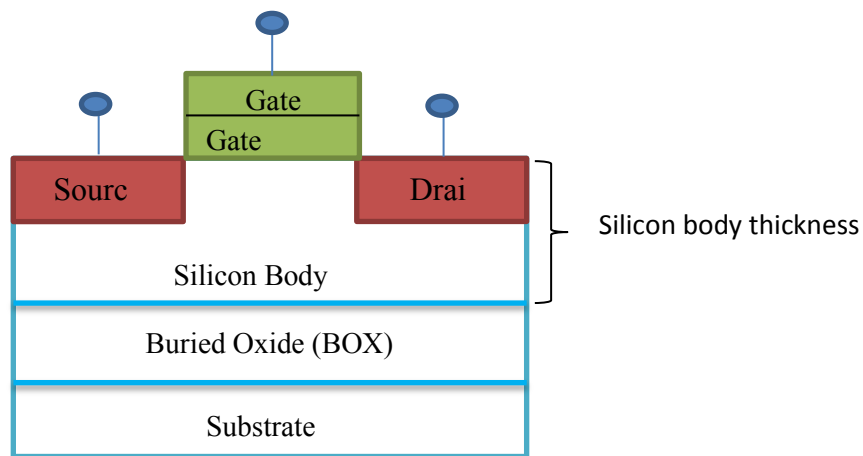 Gate
Gate
Sourc
Drai
Silicon body thickness
Silicon Body
Buried Oxide (BOX)
Substrate